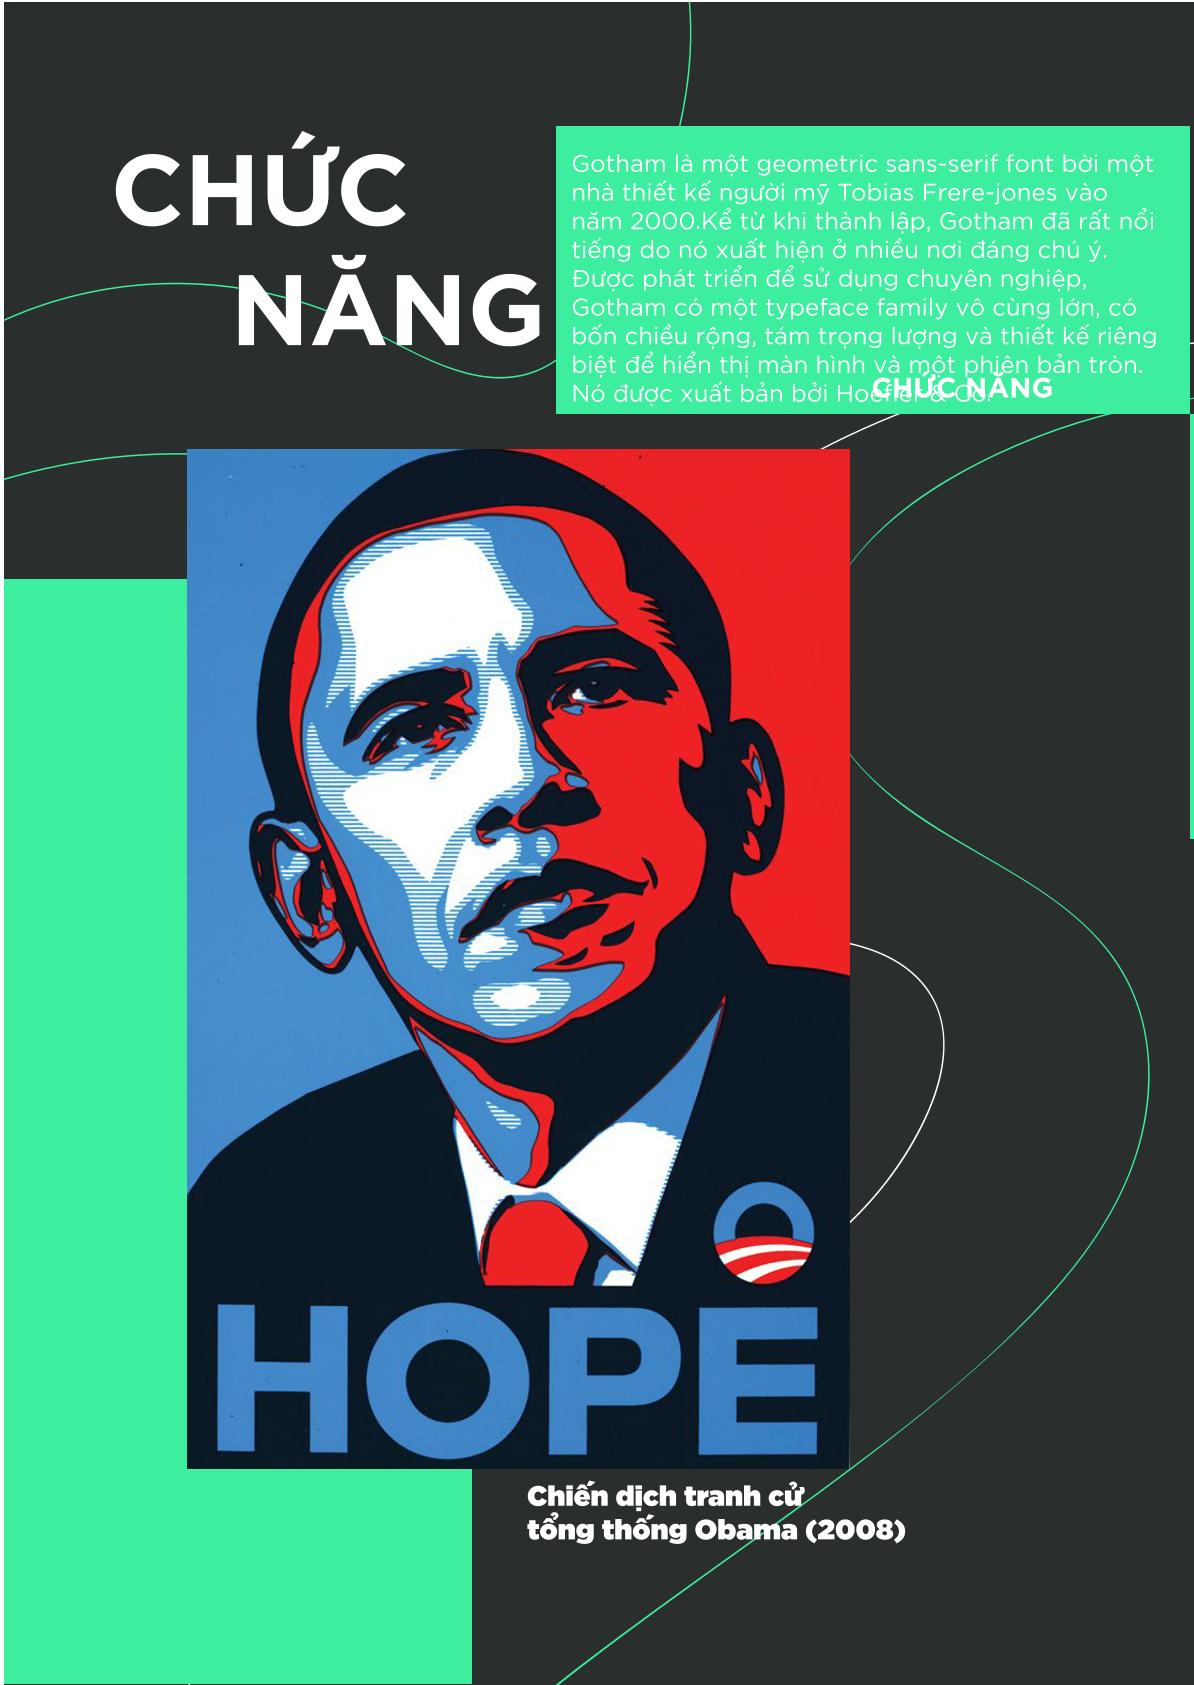 CHỨC
NĂNG
Gotham là một geometric sans-serif font bời một
nhà thiết kế người mỹ Tobias Frere-jones vào
năm 2000.Kể từ khi thành lập, Gotham đã rất nổi
tiếng do nó xuất hiện ở nhiều nơi đáng chú ý.
Được phát triển để sử dụng chuyên nghiệp,
Gotham có một typeface family vô cùng lớn, có
bốn chiều rộng, tám trọng lượng và thiết kế riêng
biệt để hiển thị màn hình và một phiên bản tròn.
Nó được xuất bản bởi Hoefler & Co.
CHỨC NĂNG
HOPE
Chiến dịch tranh cử
tổng thống Obama (2008)